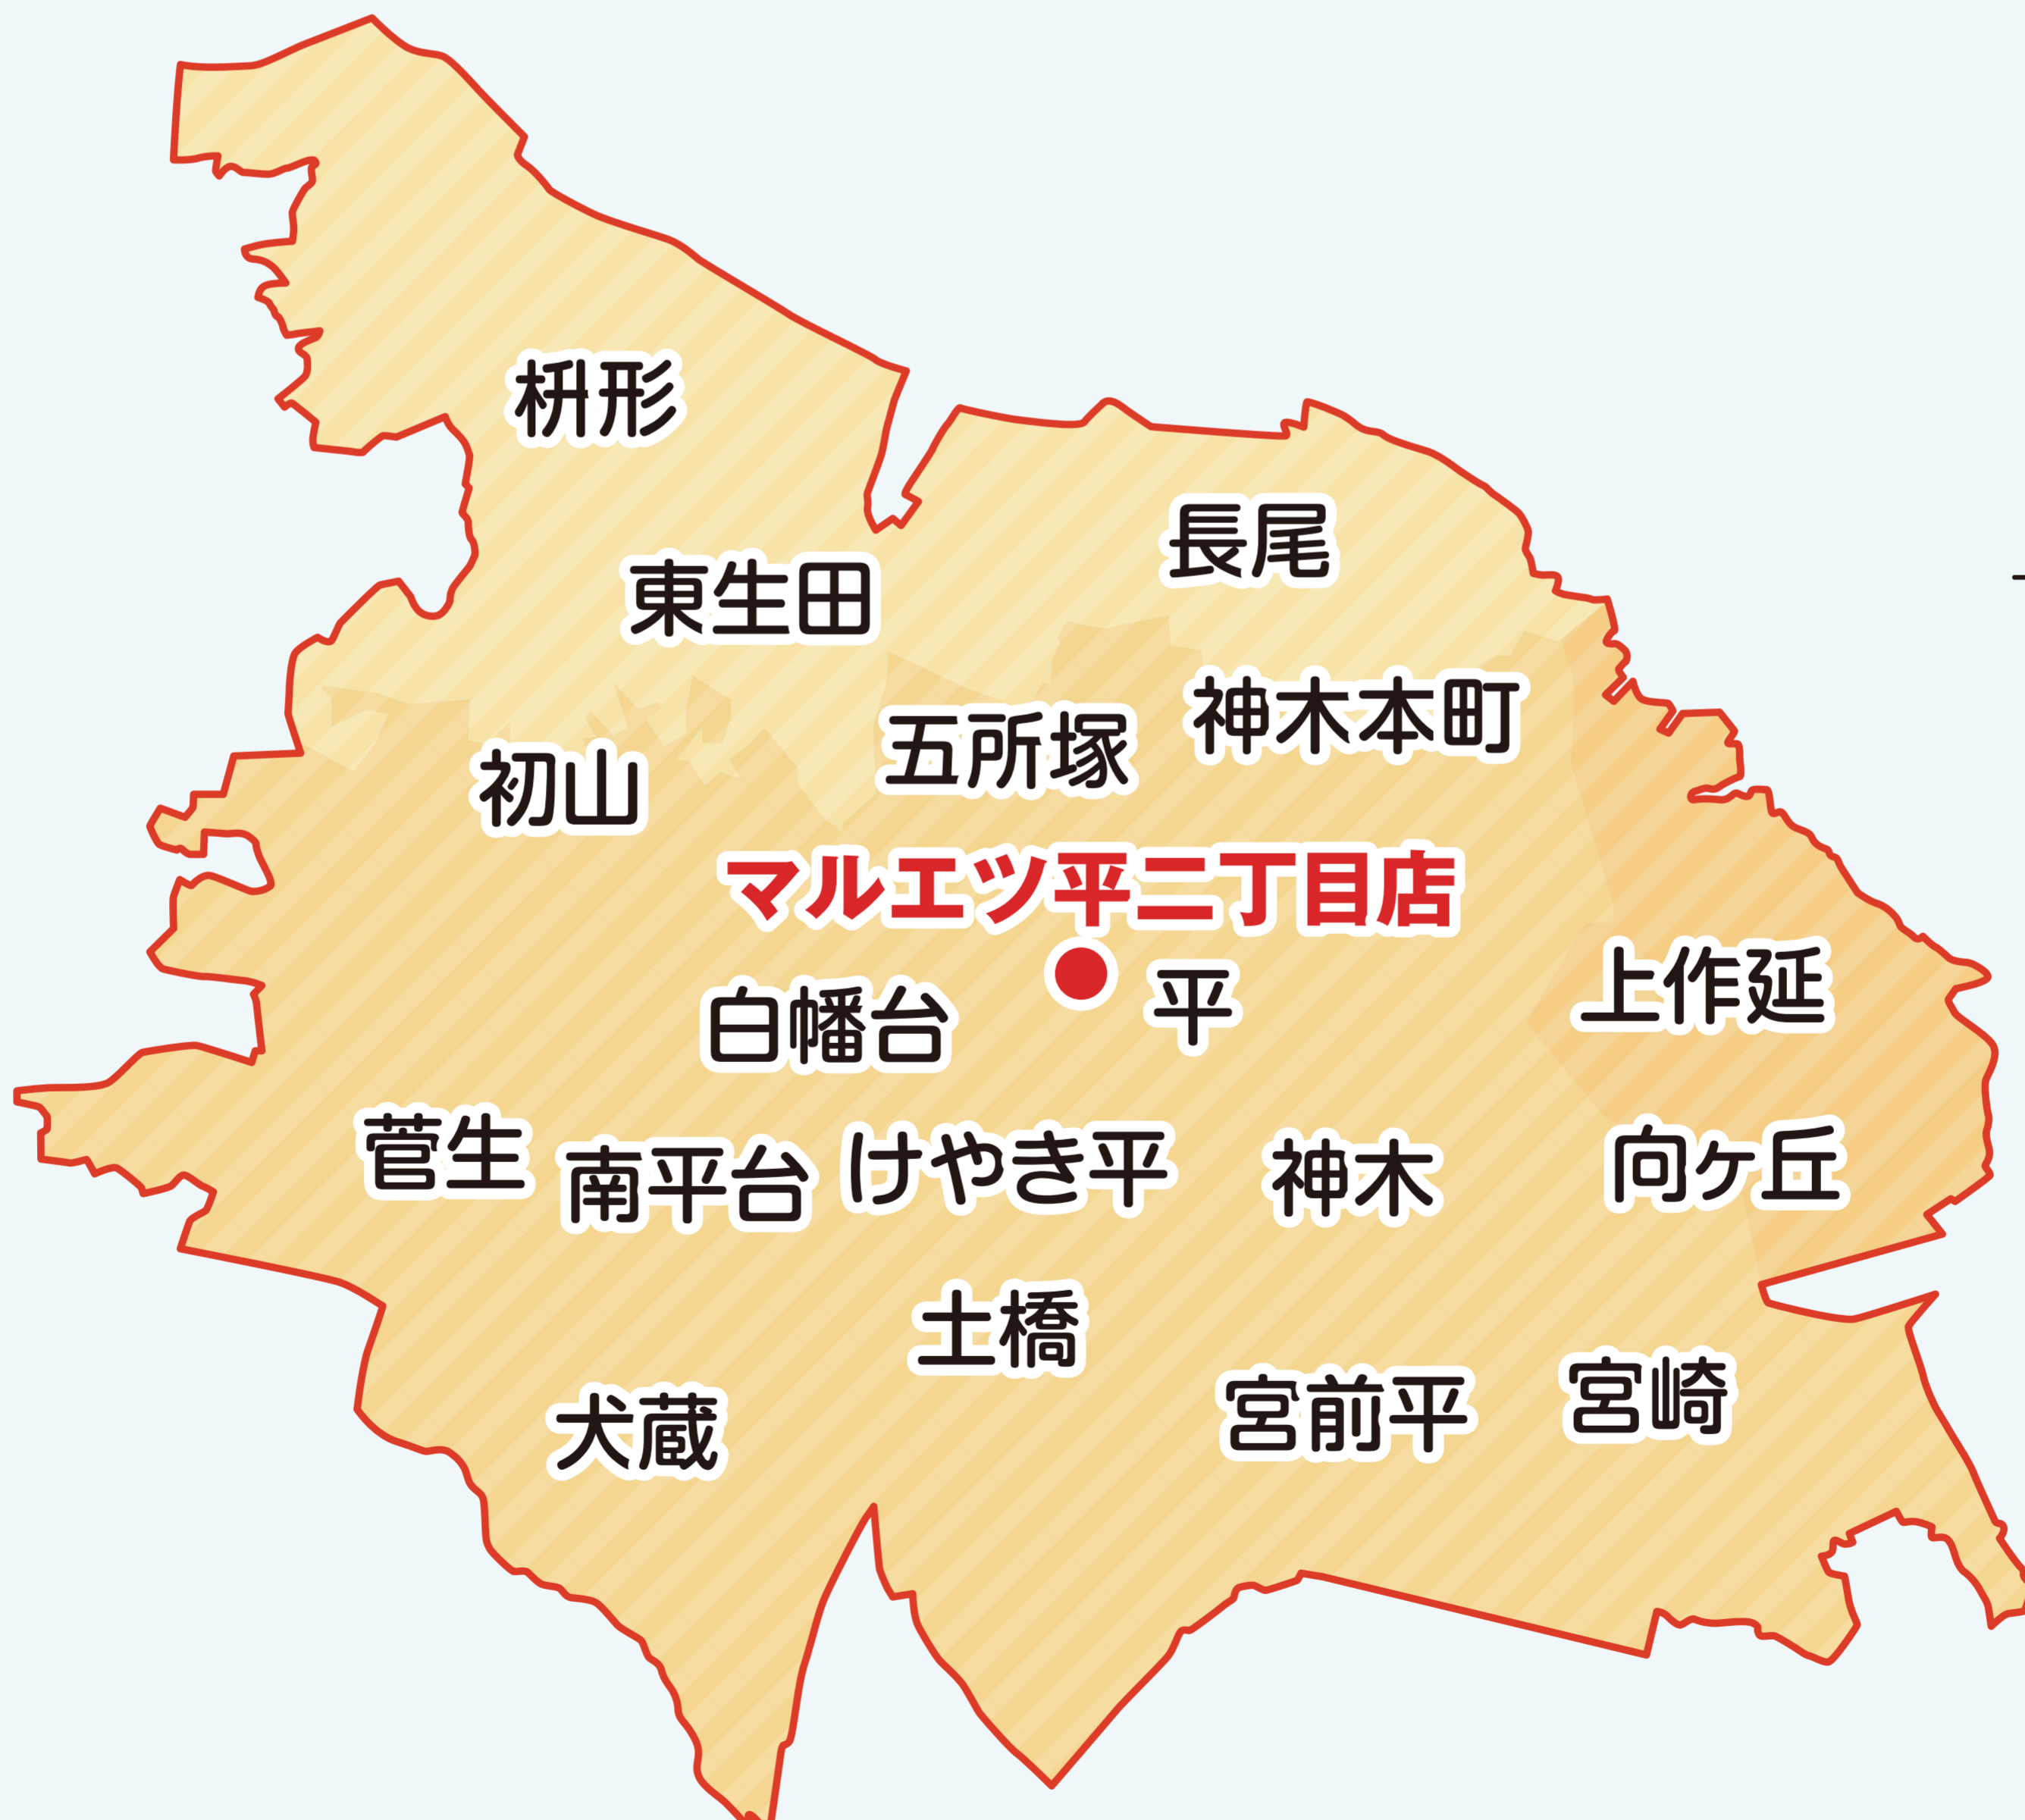 枡形
長尾
東生田
神木本町
五所塚
初山
マルエツ平二丁目店
上作延
平
白幡台
菅生
南平台
けやき平
神木
向ヶ丘
土橋
宮崎
宮前平
犬蔵